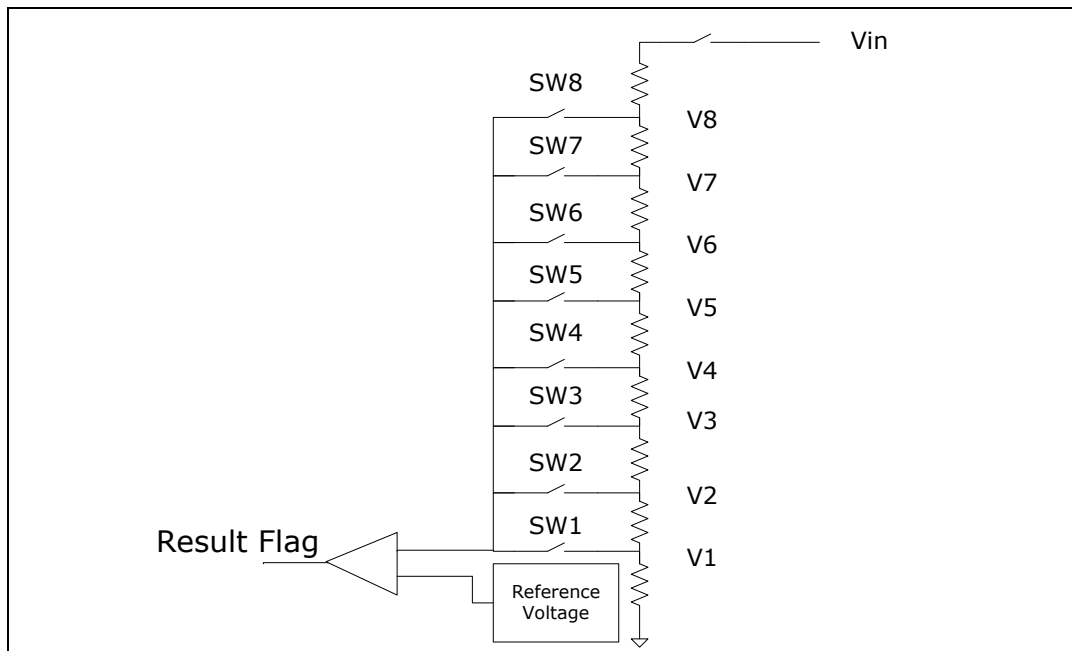 Vin
SW8
V8
SW7
V7
SW6
V6
SW5
V5
SW4
V4
SW3
V3
SW2
V2
SW1
V1
Result Flag
Reference
Voltage